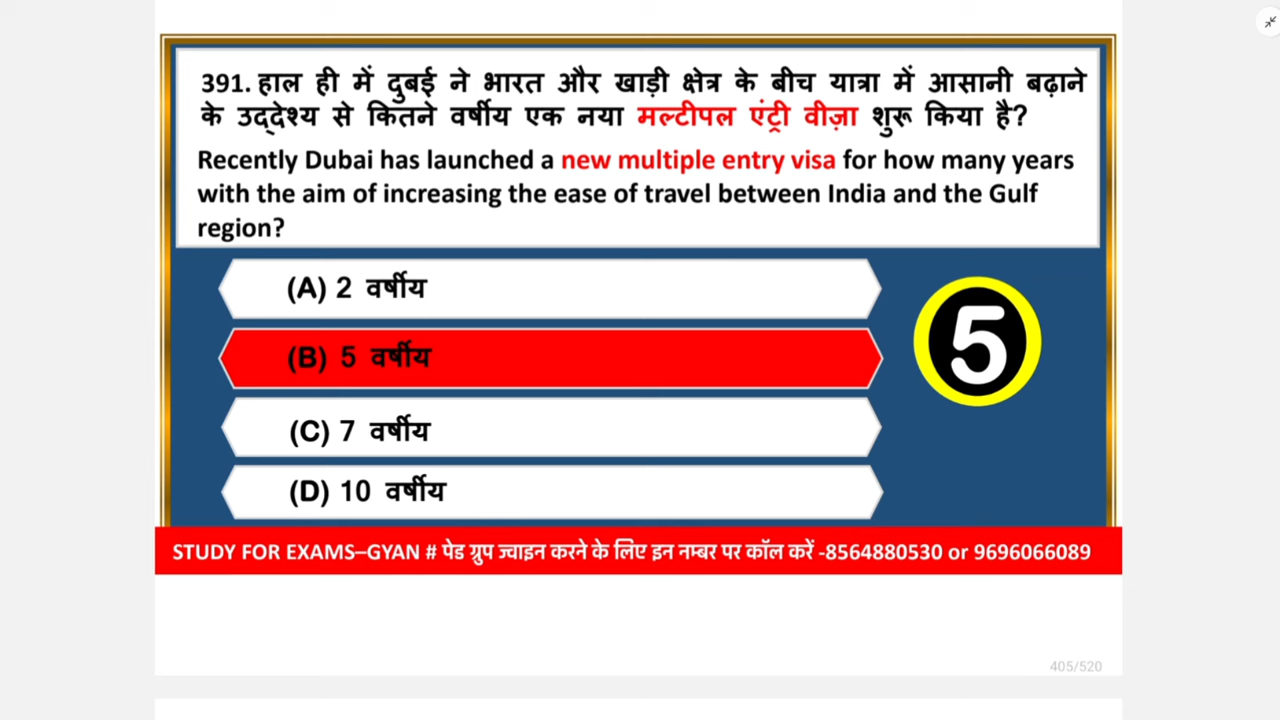 391. हाल ही में दुबई ने भारत और खाड़ी क्षेत्र के बीच यात्रा में आसानी बढ़ाने
के उद्देश्य से कितने वर्षीय एक नया मल्टीपल एंट्री वीज़ा शुरू किया है?
Recently Dubai has launched a new multiple entry visa for how many years
with the aim of increasing the ease of travel between India and the Gulf
region?
(A) 2 वर्षीय
(B) 5 वर्षीय
5
(C) 7 वर्षीय
(D) 10 वर्षीय
STUDY FOR EXAMS–GYAN # पेड ग्रुप ज्वाइन करने के लिए इन नम्बर पर कॉल करें -8564880530 or 9696066089
405/520